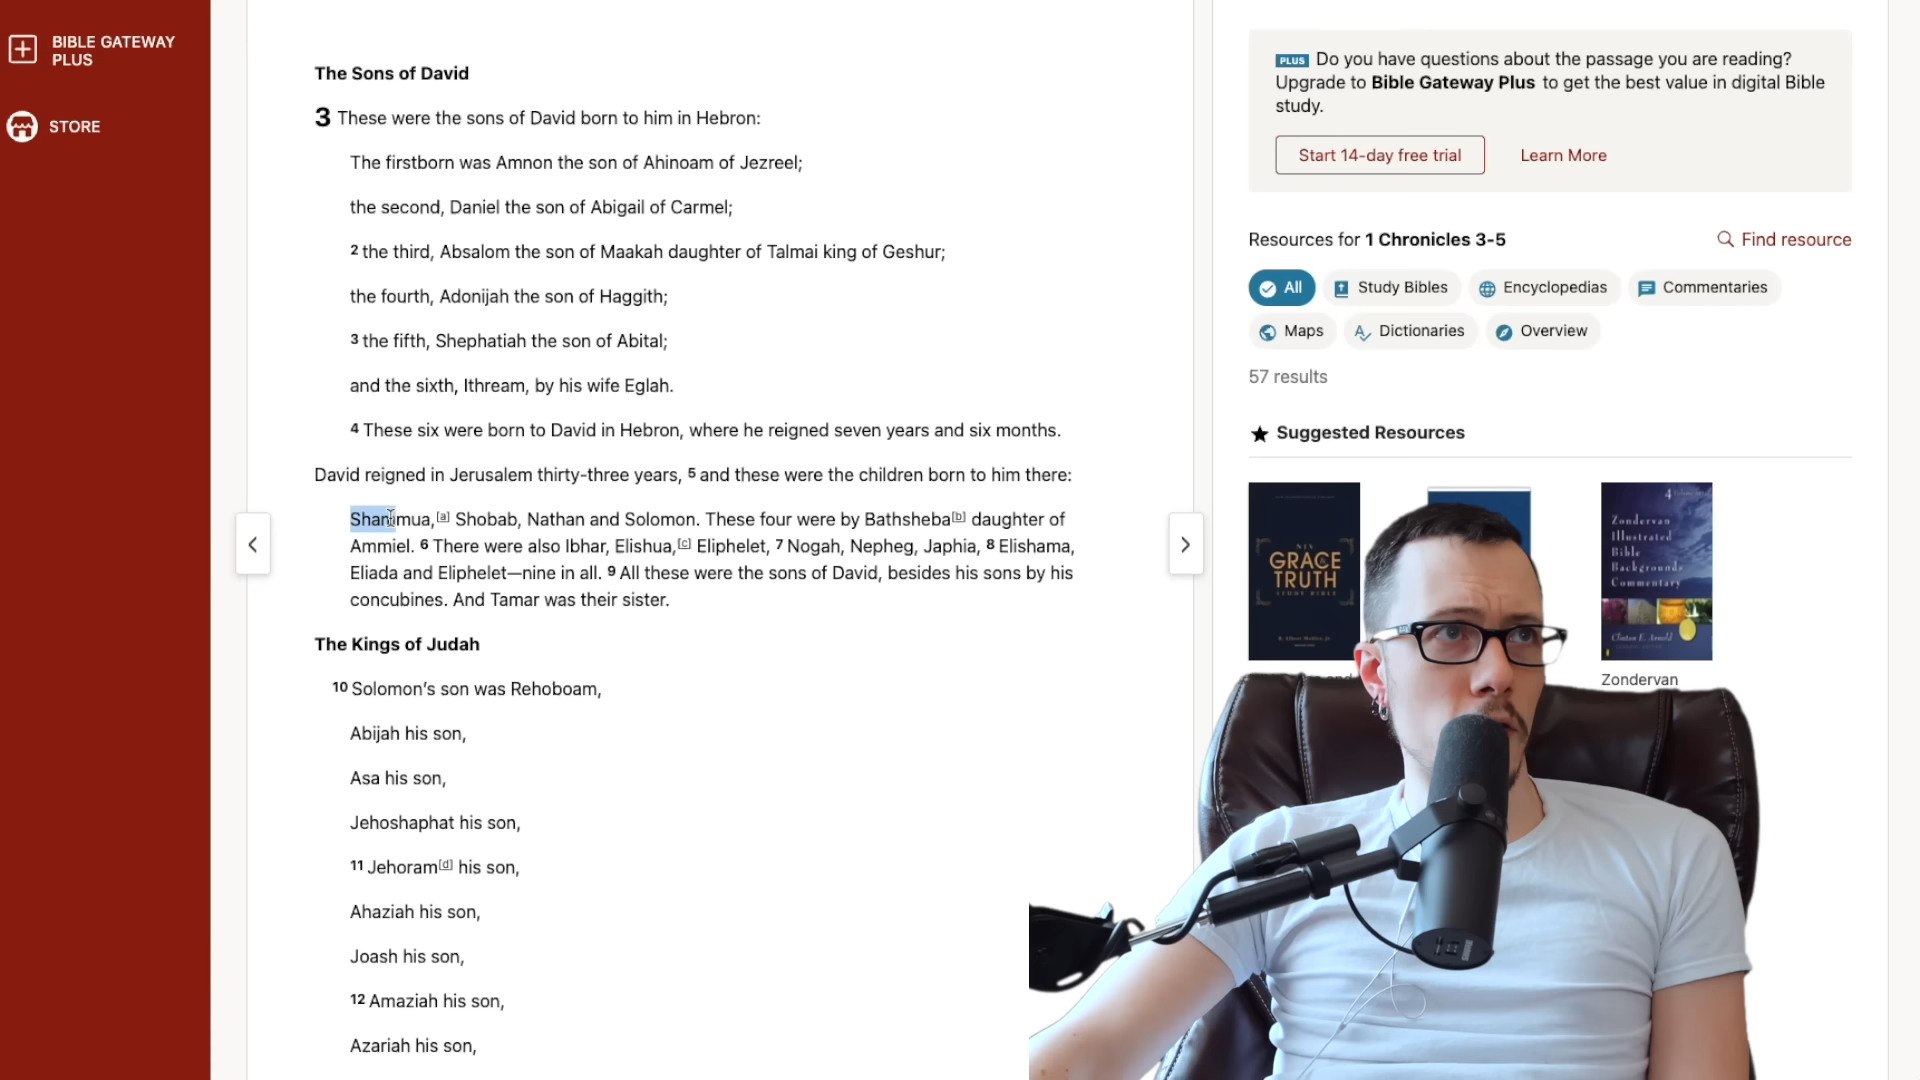 BIBLE GATEWAY
PLUS
STORE
The Sons of David
3 These were the sons of David born to him in Hebron:
The firstborn was Amnon the son of Ahinoam of Jezreel;
the second, Daniel the son of Abigail of Carmel;
2 the third, Absalom the son of Maakah daughter of Talmai king of Geshur;
the fourth, Adonijah the son of Haggith;
3 the fifth, Shephatiah the son of Abital;
and the sixth, Ithream, by his wife Eglah.
4 These six were born to David in Hebron, where he reigned seven years and six months.
David reigned in Jerusalem thirty-three years, 5 and these were the children born to him there:
Shammua,[a] Shobab, Nathan and Solomon. These four were by Bathsheba[b] daughter of
Ammiel. 6 There were also Ibhar, Elishua,[c] Eliphelet, 7 Nogah, Nepheg, Japhia, 8 Elishama,
Eliada and Eliphelet—nine in all. 9 All these were the sons of David, besides his sons by his
concubines. And Tamar was their sister.
The Kings of Judah
10 Solomon’s son was Rehoboam,
Abijah his son,
Asa his son,
Jehoshaphat his son,
11 Jehoram[d] his son,
Ahaziah his son,
Joash his son,
12 Amaziah his son,
Azariah his son,
PLUS Do you have questions about the passage you are reading?
Upgrade to Bible Gateway Plus to get the best value in digital Bible
study.
Start 14-day free trial Learn More
Resources for 1 Chronicles 3-5 Find resource
All Study Bibles Encyclopedias Commentaries
Maps Dictionaries Overview
57 results
Suggested Resources
NIV
GRACE
TRUTH
STUDY BIBLE
Zondervan
Illustrated
Bible
Backgrounds
Commentary
Clinton E. Arnold
Zondervan